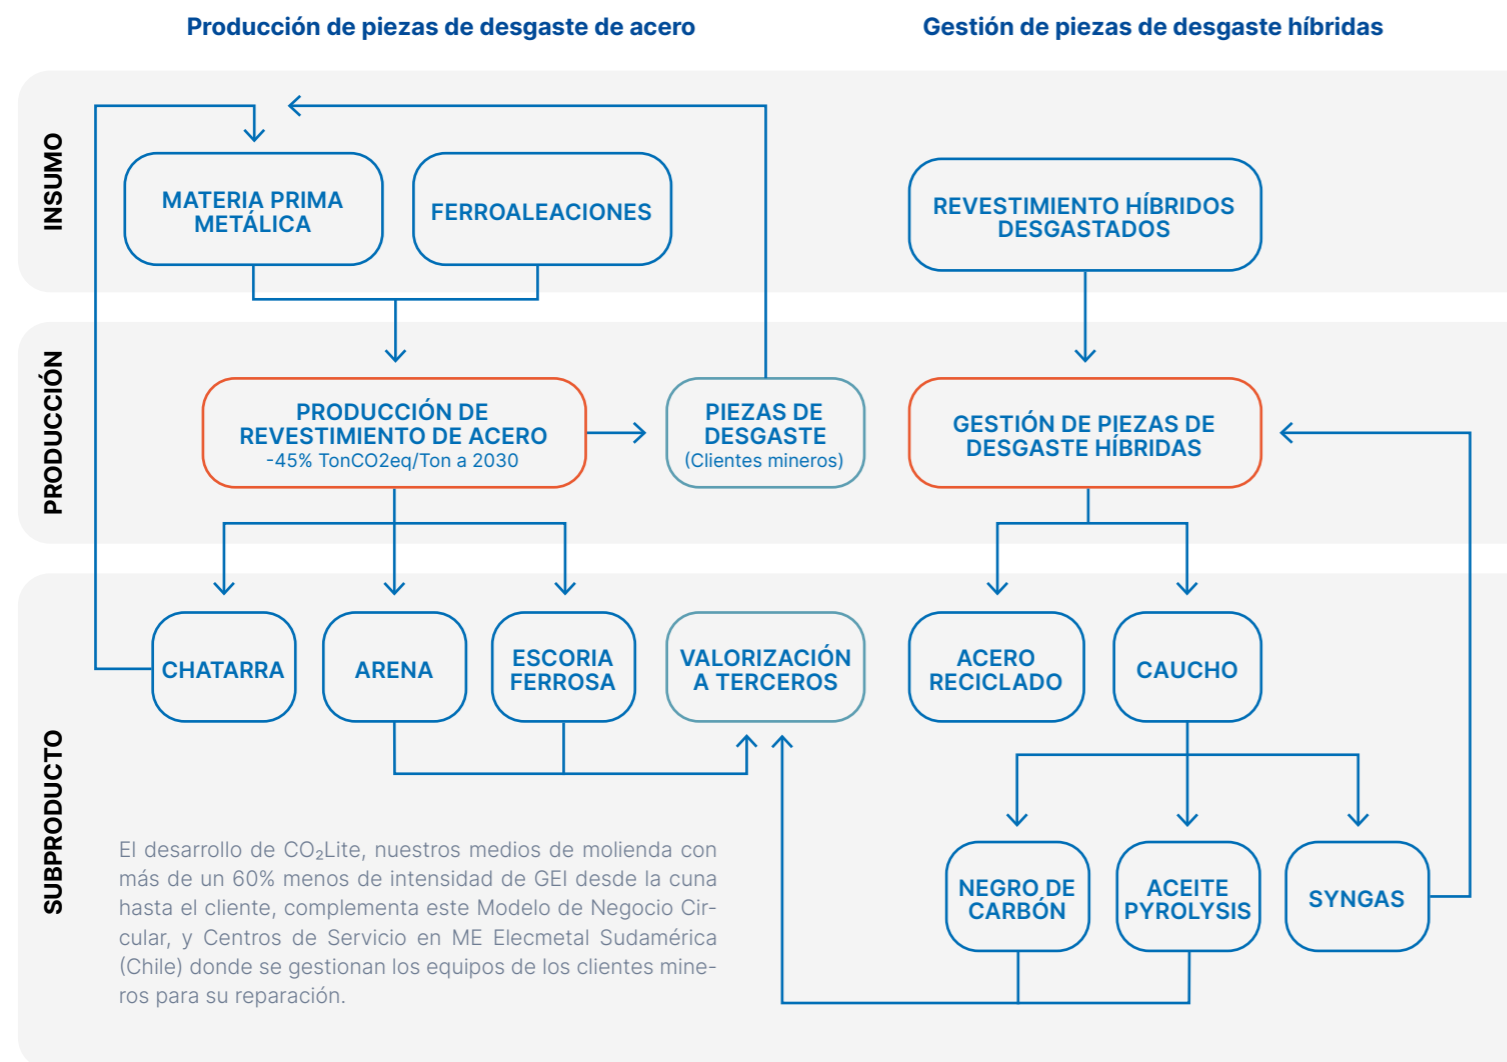 Producción de piezas de desgaste de acero
Gestión de piezas de desgaste híbridas
INSUMO
MATERIA PRIMA
METÁLICA
FERROALEACIONES
REVESTIMIENTO HÍBRIDOS
DESGASTADOS
PRODUCCIÓN
PRODUCCIÓN DE
REVESTIMIENTO DE ACERO
-45% TonCO2eq/Ton a 2030
PIEZAS DE
DESGASTE
(Clientes mineros)
GESTIÓN DE PIEZAS DE
DESGASTE HÍBRIDAS
SUBPRODUCTO
CHATARRA
ARENA
ESCORIA
FERROSA
VALORIZACIÓN
A TERCEROS
ACERO
RECICLADO
CAUCHO
NEGRO DE
CARBÓN
ACEITE
PYROLYSIS
SYNGAS
El desarrollo de CO₂Lite, nuestros medios de molienda con
más de un 60% menos de intensidad de GEI desde la cuna
hasta el cliente, complementa este Modelo de Negocio Cir-
cular, y Centros de Servicio en ME Elecmetal Sudamérica
(Chile) donde se gestionan los equipos de los clientes mine-
ros para su reparación.